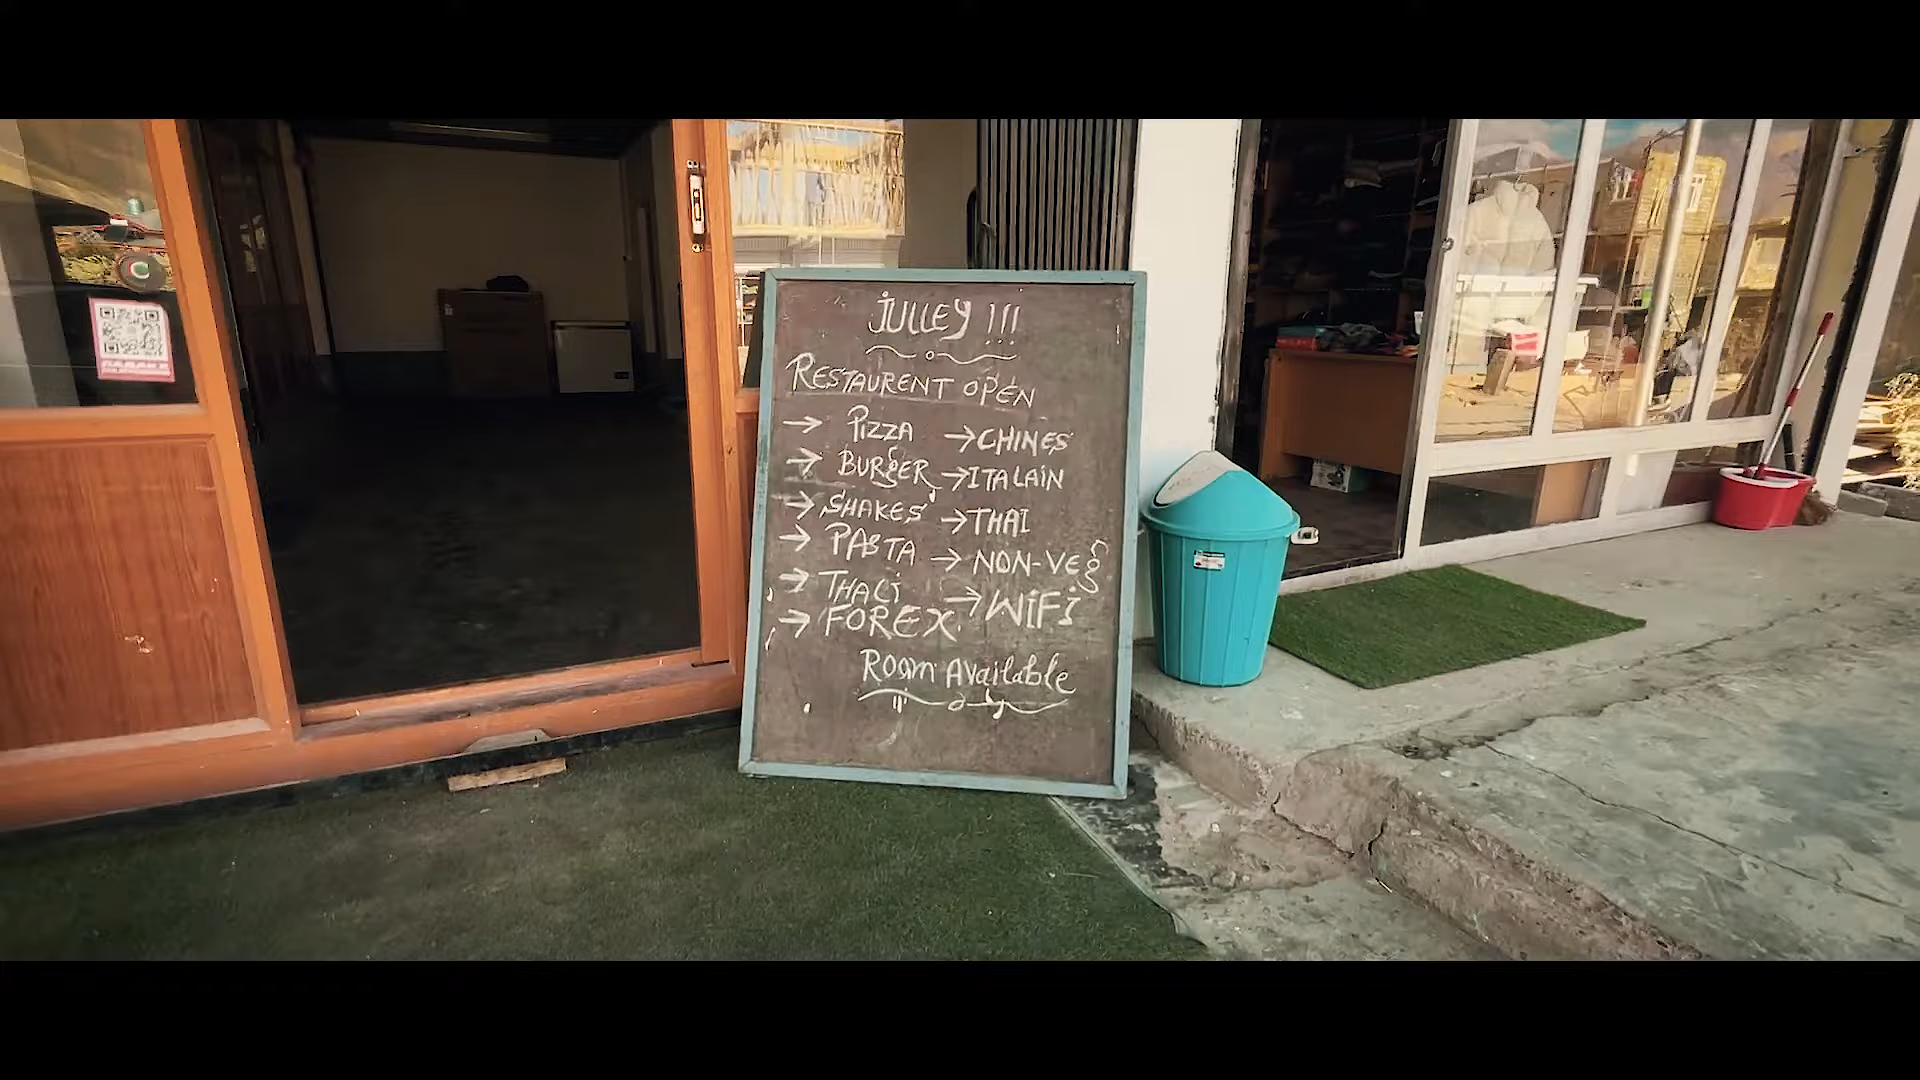 JULLEY !!!
RESTAURENT OPEN
→ PIZZA → CHINES
→ BURGER → ITALAIN
→ SHAKES → THAI
→ PASTA → NON-VEG
→ THALI → WIFI
→ FOREX
ROOM Available